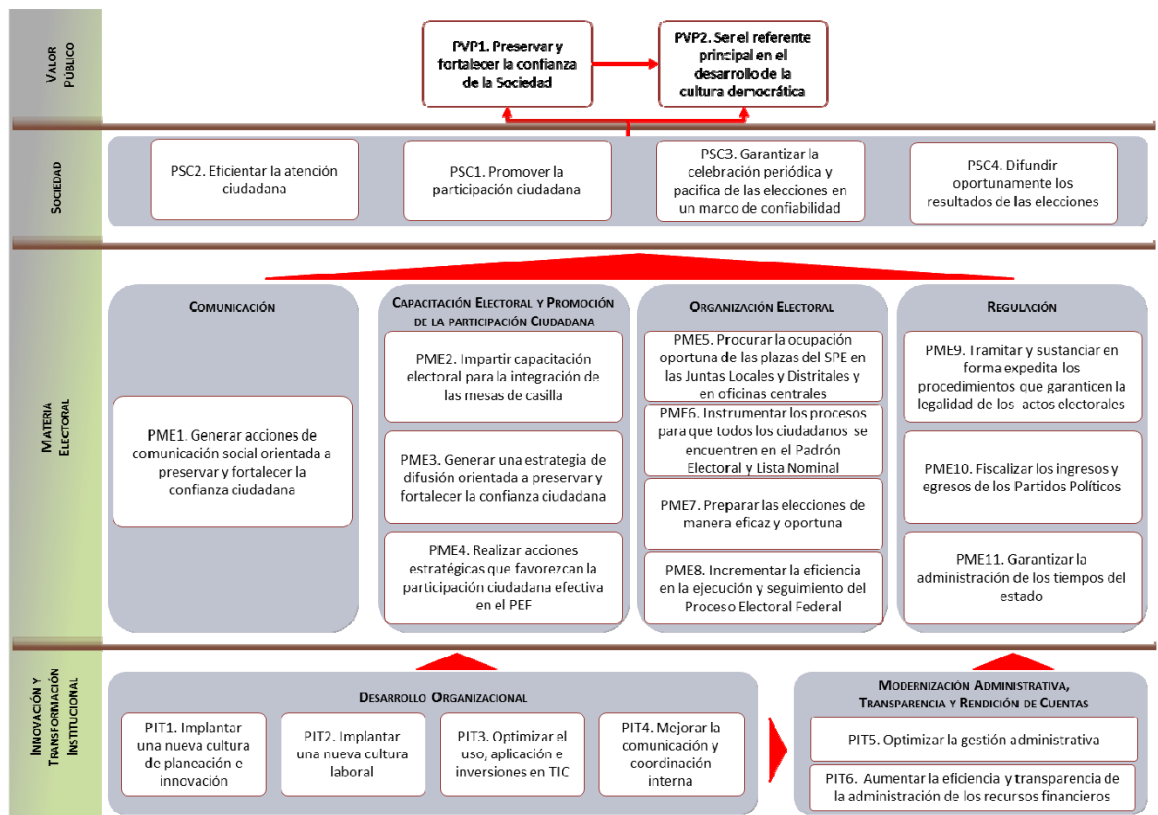 VALOR
PÚBLICO
PVP1. Preservar y
fortalecer la confianza
de la Sociedad
PVP2. Ser el referente
principal en el
desarrollo de la
cultura democrática
SOCIEDAD
PSC2. Eficientar la atención
ciudadana
PSC1. Promover la
participación ciudadana
PSC3. Garantizar la
celebración periódica y
pacifica de las elecciones en
un marco de confiabilidad
PSC4. Difundir
oportunamente los
resultados de las elecciones
MATERIA
ELECTORAL
COMUNICACIÓN
PME1. Generar acciones de
comunicación social orientada a
preservar y fortalecer la
confianza ciudadana
CAPACITACIÓN ELECTORAL Y PROMOCIÓN
DE LA PARTICIPACIÓN CIUDADANA
PME2. Impartir capacitación
electoral para la integración de
las mesas de casilla
PME3. Generar una estrategia de
difusión orientada a preservar y
fortalecer la confianza ciudadana
PME4. Realizar acciones
estratégicas que favorezcan la
participación ciudadana efectiva
en el PEF
ORGANIZACIÓN ELECTORAL
PME5. Procurar la ocupación
oportuna de las plazas del SPE en
las Juntas Locales y Distritales y
en oficinas centrales
PME6. Instrumentar los procesos
para que todos los ciudadanos se
encuentren en el Padrón
Electoral y Lista Nominal
PME7. Preparar las elecciones de
manera eficaz y oportuna
PME8. Incrementar la eficiencia
en la ejecución y seguimiento del
Proceso Electoral Federal
REGULACIÓN
PME9. Tramitar y sustanciar en
forma expedita los
procedimientos que garanticen la
legalidad de los actos electorales
PME10. Fiscalizar los ingresos y
egresos de los Partidos Políticos
PME11. Garantizar la
administración de los tiempos del
estado
INNOVACIÓN Y
TRANSFORMACIÓN
INSTITUCIONAL
DESARROLLO ORGANIZACIONAL
PIT1. Implantar
una nueva cultura
de planeación e
innovación
PIT2. Implantar
una nueva cultura
laboral
PIT3. Optimizar el
uso, aplicación e
inversiones en TIC
PIT4. Mejorar la
comunicación y
coordinación
interna
MODERNIZACIÓN ADMINISTRATIVA,
TRANSPARENCIA Y RENDICIÓN DE CUENTAS
PIT5. Optimizar la gestión administrativa
PIT6. Aumentar la eficiencia y transparencia de
la administración de los recursos financieros